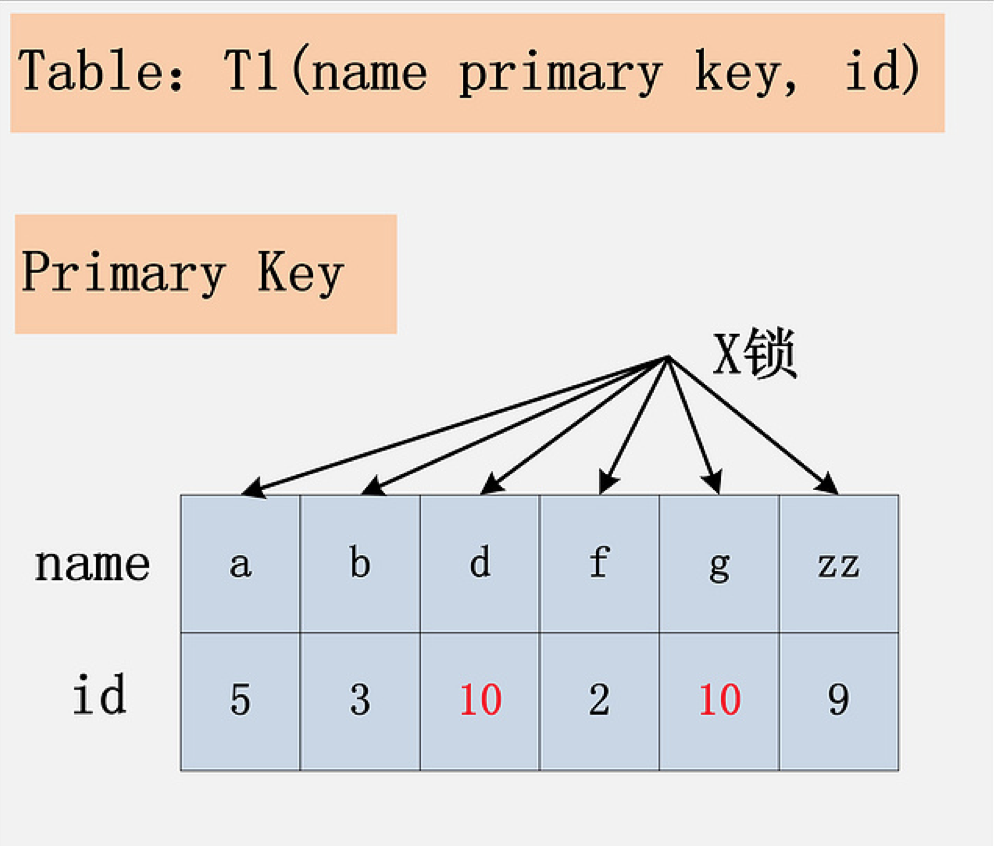 Table：T1(name primary key, id)
Primary Key
X锁
name a b d f g zz
id 5 3 10 2 10 9